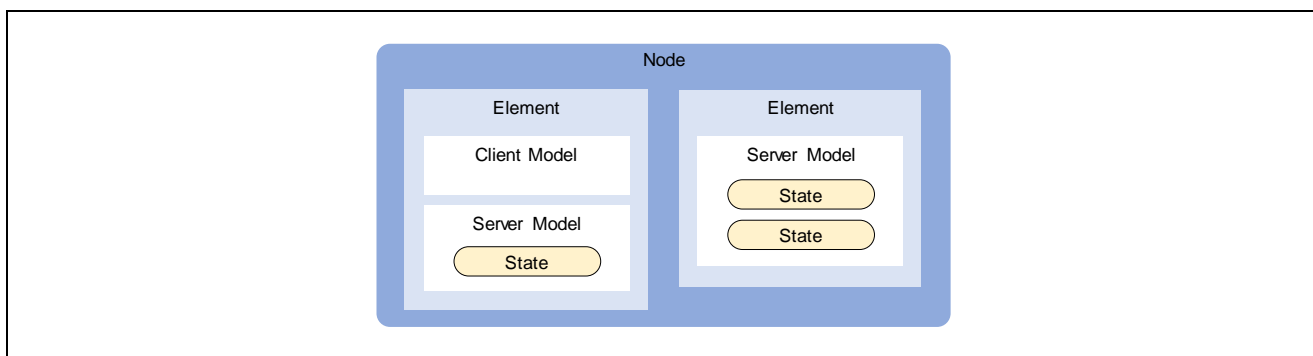 Node
Element
Client Model
Server Model
State
Element
Server Model
State
State